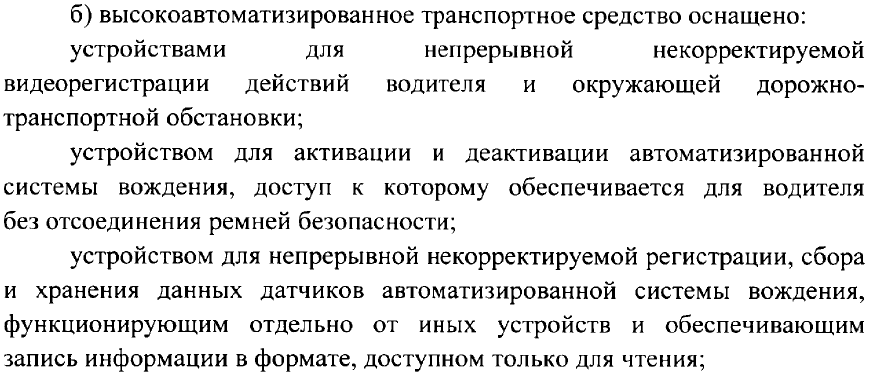 б) высокоавтоматизированное транспортное средство оснащено:
устройствами для непрерывной некорректируемой
видеорегистрации действий водителя и окружающей дорожно-
транспортной обстановки;
устройством для активации и деактивации автоматизированной
системы вождения, доступ к которому обеспечивается для водителя
без отсоединения ремней безопасности;
устройством для непрерывной некорректируемой регистрации, сбора
и хранения данных датчиков автоматизированной системы вождения,
функционирующим отдельно от иных устройств и обеспечивающим
запись информации в формате, доступном только для чтения;